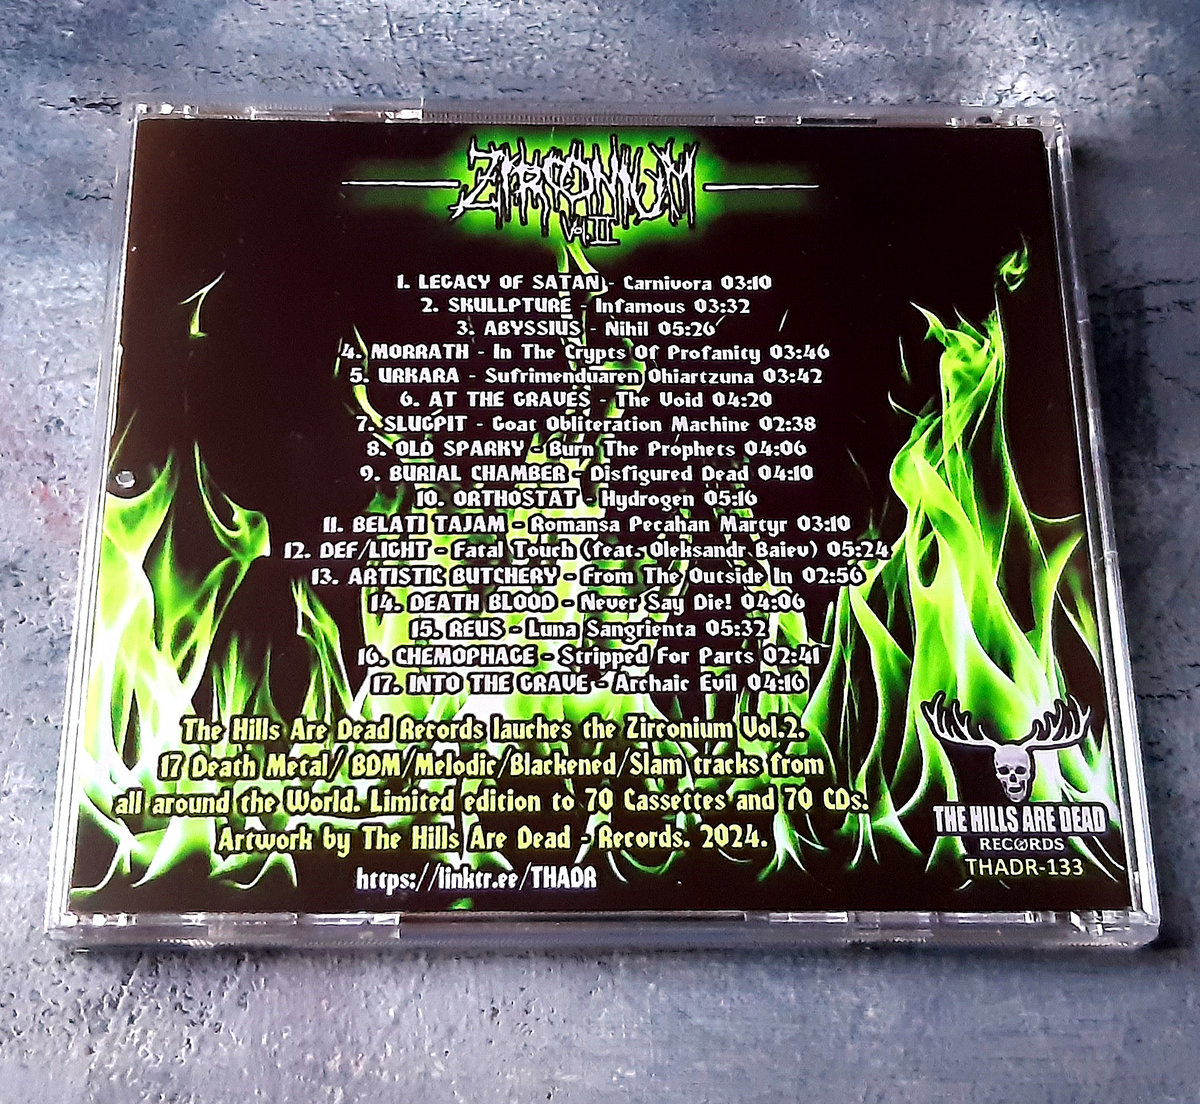 ZIRCONIUM
Vol.II
1. LEGACY OF SATAN - Carnivora 03:10
2. SKULLPTURE - Infamous 03:32
3. ABYSSIUS - Nihil 05:26
4. MORRATH - In The Crypts Of Profanity 03:46
5. URKARA - Sufrimenduaren Ohiartzuna 03:42
6. AT THE GRAVES - The Void 04:20
7. SLUGPIT - Goat Obliteration Machine 02:38
8. OLD SPARKY - Burn The Prophets 04:06
9. BURIAL CHAMBER - Disfigured Dead 04:10
10. ORTHOSTAT - Hydrogen 05:16
11. BELATI TAJAM - Romansa Pecahan Martyr 03:10
12. DEF/LIGHT - Fatal Touch (feat. Oleksandr Baiev) 05:24
13. ARTISTIC BUTCHERY - From The Outside In 02:56
14. DEATH BLOOD - Never Say Die! 04:06
15. REUS - Luna Sangrienta 05:32
16. CHEMOPHAGE - Stripped For Parts 02:41
17. INTO THE GRAVE - Archaic Evil 04:16
The Hills Are Dead Records lauches the Zirconium Vol.2.
17 Death Metal/ BDM/Melodic/Blackened/Slam tracks from
all around the World. Limited edition to 70 Cassettes and 70 CDs.
Artwork by The Hills Are Dead - Records. 2024.
https://linktr.ee/THADR
THE HILLS ARE DEAD
RECORDS
THADR-133